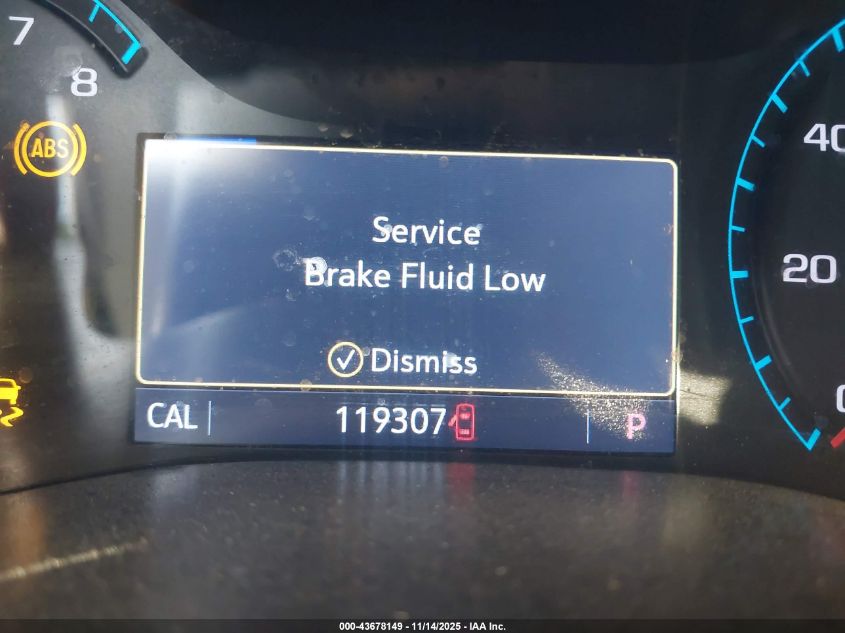 7
8
ABS
40
20
0
Service
Brake Fluid Low
Dismiss
CAL
119307
P
000-43678149 - 11/14/2025 - IAA Inc.